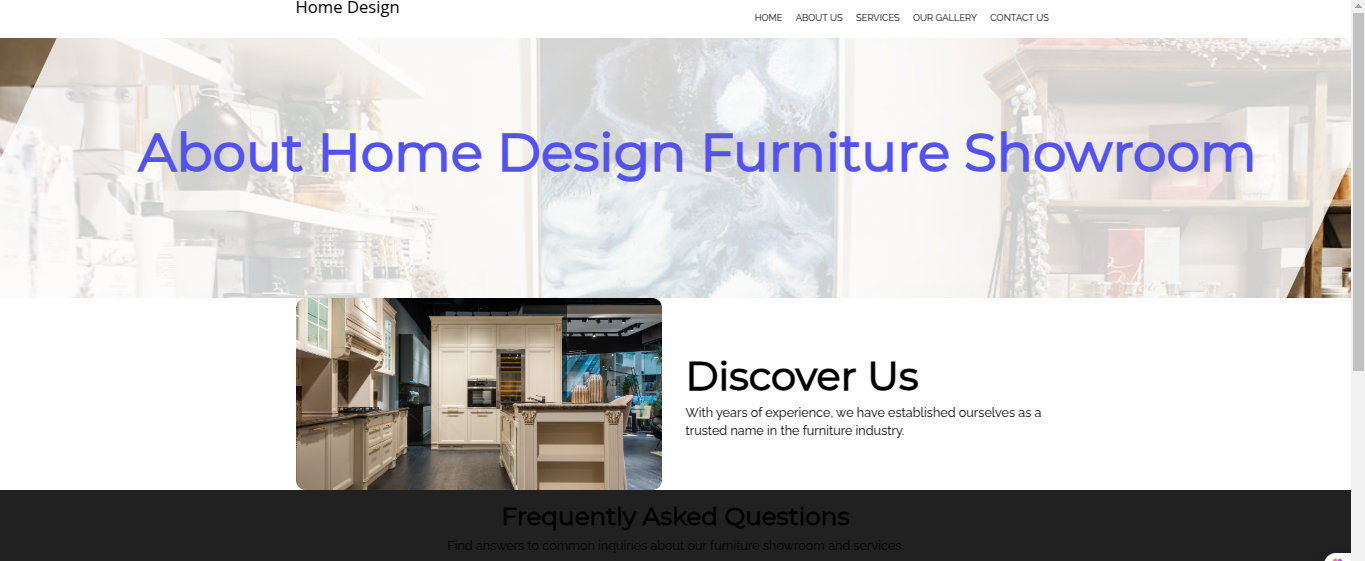 Home Design
HOME ABOUT US SERVICES OUR GALLERY CONTACT US
About Home Design Furniture Showroom
Discover Us
With years of experience, we have established ourselves as a
trusted name in the furniture industry.
Frequently Asked Questions
Find answers to common inquiries about our furniture showroom and services.